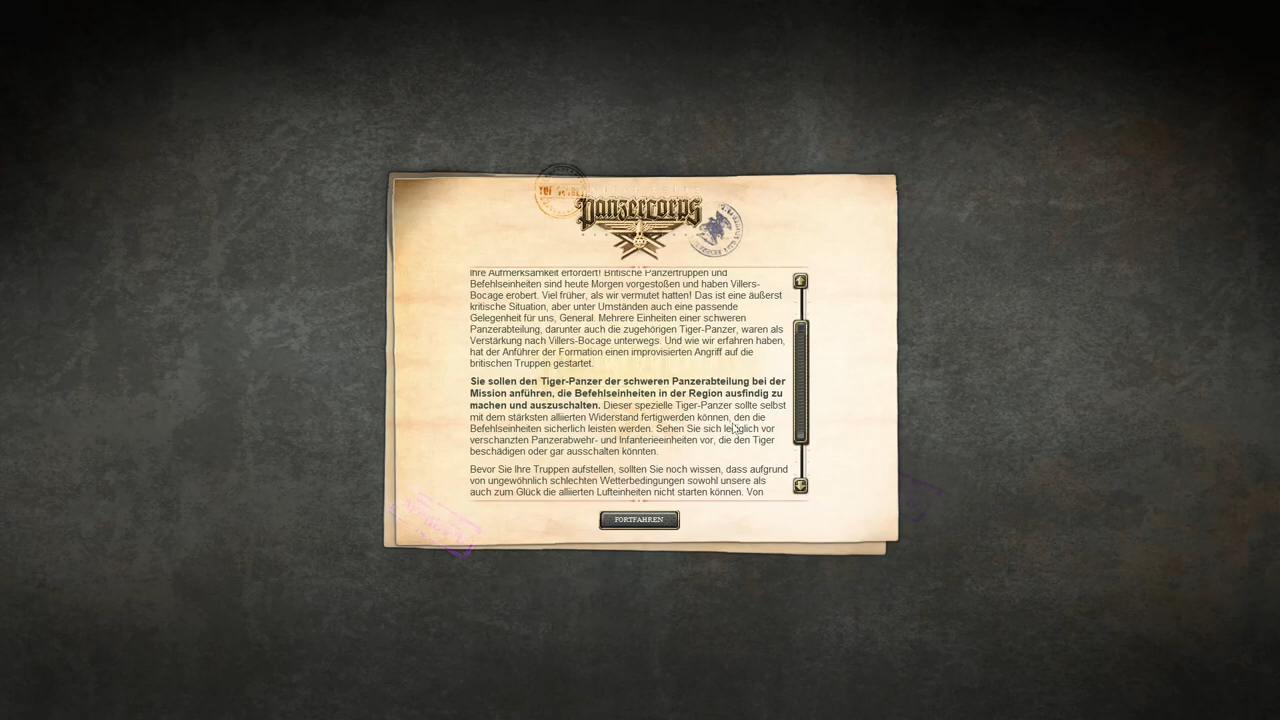 TOP
Panzercorps
Ihre Aufmerksamkeit erfordert! Britische Panzertruppen und
Befehlseinheiten sind heute Morgen vorgestoßen und haben Villers-
Bocage erobert. Viel früher, als wir vermutet hatten! Das ist eine äußerst
kritische Situation, aber unter Umständen auch eine passende
Gelegenheit für uns, General. Mehrere Einheiten einer schweren
Panzerabteilung, darunter auch die zugehörigen Tiger-Panzer, waren als
Verstärkung nach Villers-Bocage unterwegs. Und wie wir erfahren haben,
hat der Anführer der Formation einen improvisierten Angriff auf die
britischen Truppen gestartet.
Sie sollen den Tiger-Panzer der schweren Panzerabteilung bei der
Mission anführen, die Befehlseinheiten in der Region ausfindig zu
machen und auszuschalten. Dieser spezielle Tiger-Panzer sollte selbst
mit dem stärksten alliierten Widerstand fertigwerden können, den die
Befehlseinheiten sicherlich leisten werden. Sehen Sie sich lediglich vor
verschanzten Panzerabwehr- und Infanterieeinheiten vor, die den Tiger
beschädigen oder gar ausschalten könnten.
Bevor Sie Ihre Truppen aufstellen, sollten Sie noch wissen, dass aufgrund
von ungewöhnlich schlechten Wetterbedingungen sowohl unsere als
auch zum Glück die alliierten Lufteinheiten nicht starten können. Von
FORTFAHREN